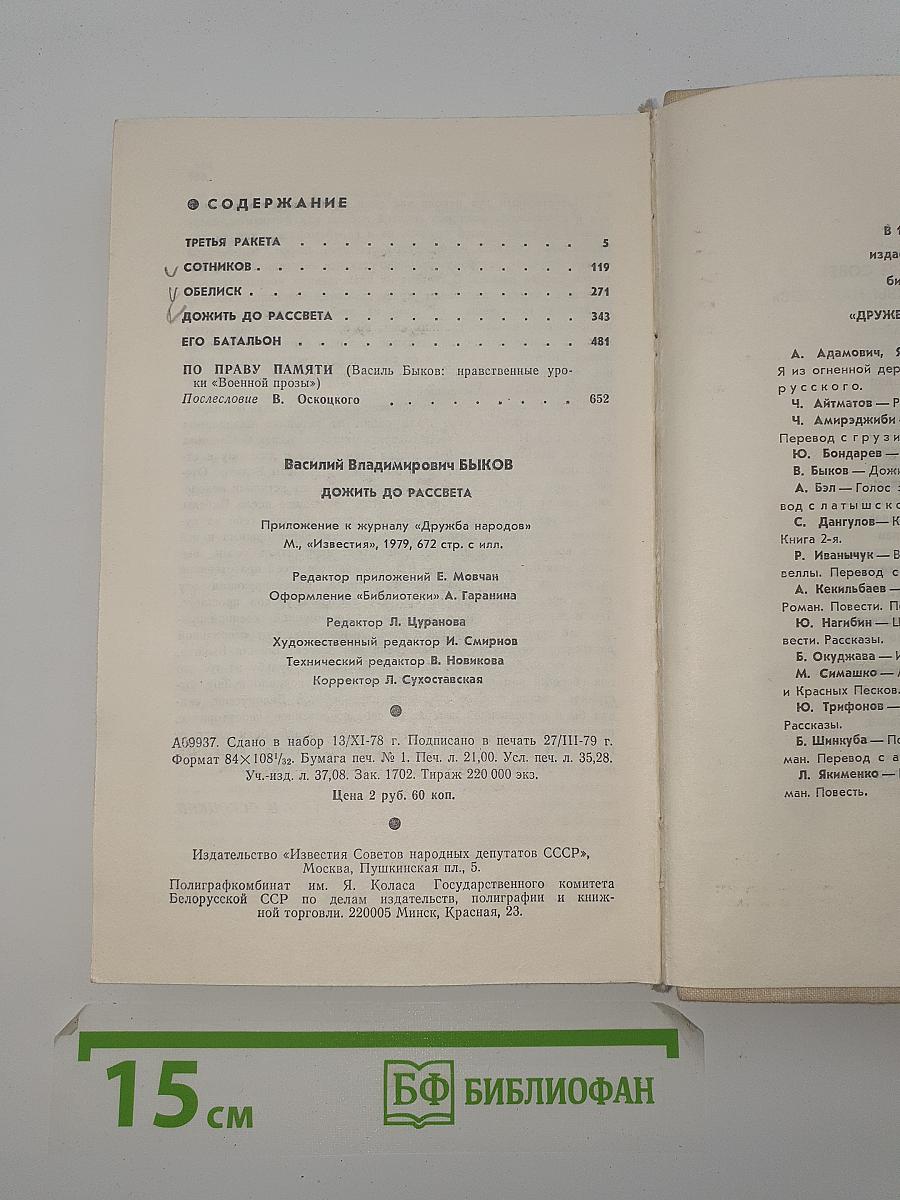 СОДЕРЖАНИЕ
ТРЕТЬЯ РАКЕТА . . . . . . . . . . . . . 5
СОТНИКОВ . . . . . . . . . . . . . . . 119
ОБЕЛИСК . . . . . . . . . . . . . . . 271
ДОЖИТЬ ДО РАССВЕТА . . . . . . . . . . . 343
ЕГО БАТАЛЬОН . . . . . . . . . . . . . 481
ПО ПРАВУ ПАМЯТИ (Василь Быков: нравственные уро-
ки «Военной прозы»)
Послесловие В. Оскоцкого . . . . . . . . . 652
Василий Владимирович БЫКОВ
ДОЖИТЬ ДО РАССВЕТА
Приложение к журналу «Дружба народов»
М., «Известия», 1979, 672 стр. с илл.
Редактор приложений Е. Мовчан
Оформление «Библиотеки» А. Гаранина
Редактор Л. Цуранова
Художественный редактор И. Смирнов
Технический редактор В. Новикова
Корректор Л. Сухоставская
Сдано в набор 13/XI-78 г. Подписано в печать 27/III-79 г.
Формат 84×108¹/₃₂. Бумага печ. № 1. Печ. л. 21,00. Усл. печ. л. 35,28.
Уч.-изд. л. 37,08. Зак. 1702. Тираж 220 000 экз.
Цена 2 руб. 60 коп.
Издательство «Известия Советов народных депутатов СССР»,
Москва, Пушкинская пл., 5.
Полиграфкомбинат им. Я. Коласа Государственного комитета
Белорусской ССР по делам издательств, полиграфии и книж-
ной торговли. 220005 Минск, Красная, 23.
В 1
изда
би
«ДРУЖЕ
А. Адамович, Я
Я из огненной дер
русского.
Ч. Айтматов — Р
Ч. Амирэджиби
Перевод с грузи
Ю. Бондарев —
В. Быков — Дожи
А. Бэл — Голос з
вод с латышско
С. Дангулов — К
Книга 2-я.
Р. Иванычук — В
веллы. Перевод с
А. Кекильбаев —
Роман. Повести. П
Ю. Нагибин — Ц
вести. Рассказы.
Б. Окуджава — И
М. Симашко —
и Красных Песков.
Ю. Трифонов —
Рассказы.
Б. Шинкуба — По
ман. Перевод с а
Л. Якименко —
ман. Повесть.
15 см
БФ БИБЛИОФАН